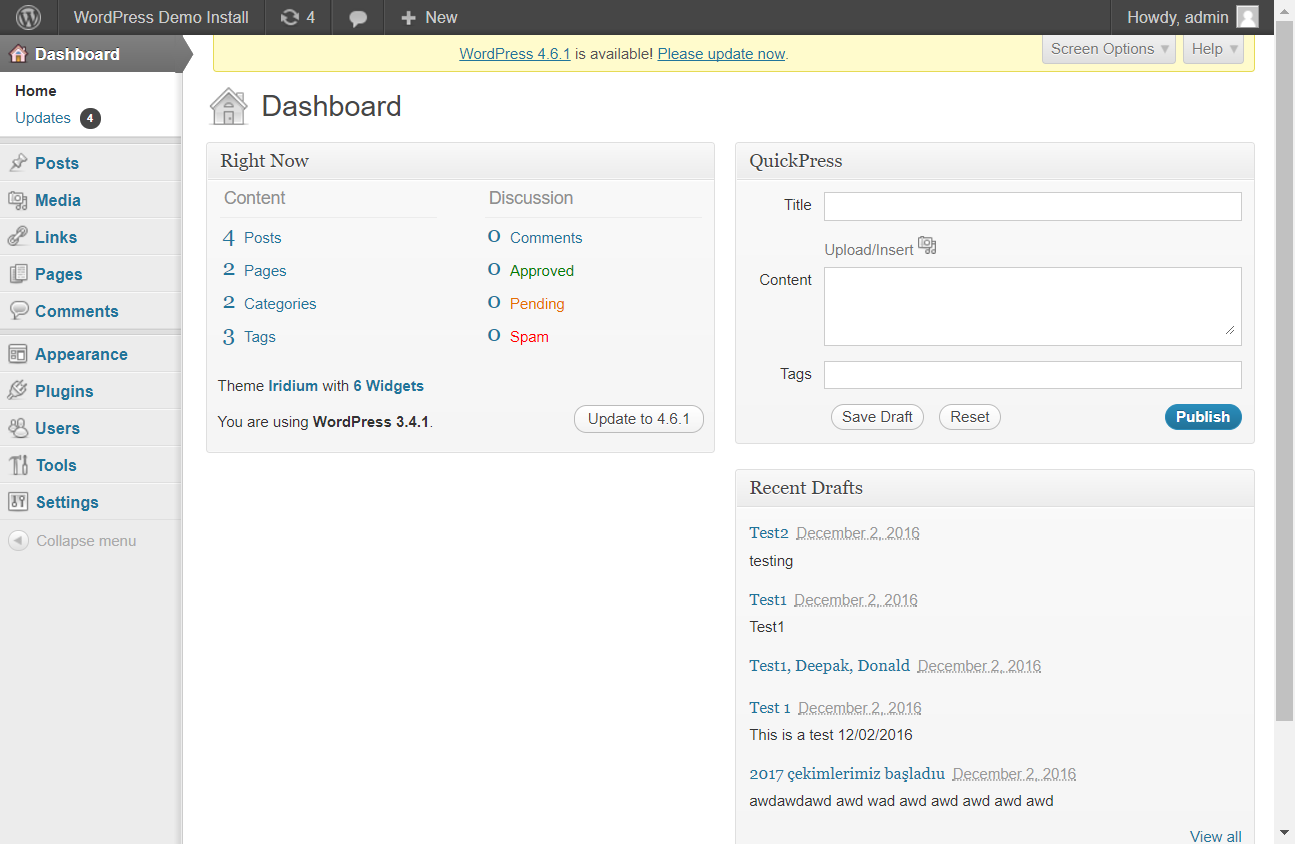 WordPress Demo Install 4 New Howdy, admin
Dashboard
Home
Updates 4
Posts
Media
Links
Pages
Comments
Appearance
Plugins
Users
Tools
Settings
Collapse menu
WordPress 4.6.1 is available! Please update now.
Screen Options Help
Dashboard
Right Now
Content
4 Posts
2 Pages
2 Categories
3 Tags
Discussion
0 Comments
0 Approved
0 Pending
0 Spam
Theme Iridium with 6 Widgets
You are using WordPress 3.4.1.
Update to 4.6.1
QuickPress
Title
Upload/Insert
Content
Tags
Save Draft Reset Publish
Recent Drafts
Test2 December 2, 2016
testing
Test1 December 2, 2016
Test1
Test1, Deepak, Donald December 2, 2016
Test 1 December 2, 2016
This is a test 12/02/2016
2017 çekimlerimiz başladıu December 2, 2016
awdawdawd awd wad awd awd awd awd awd
View all